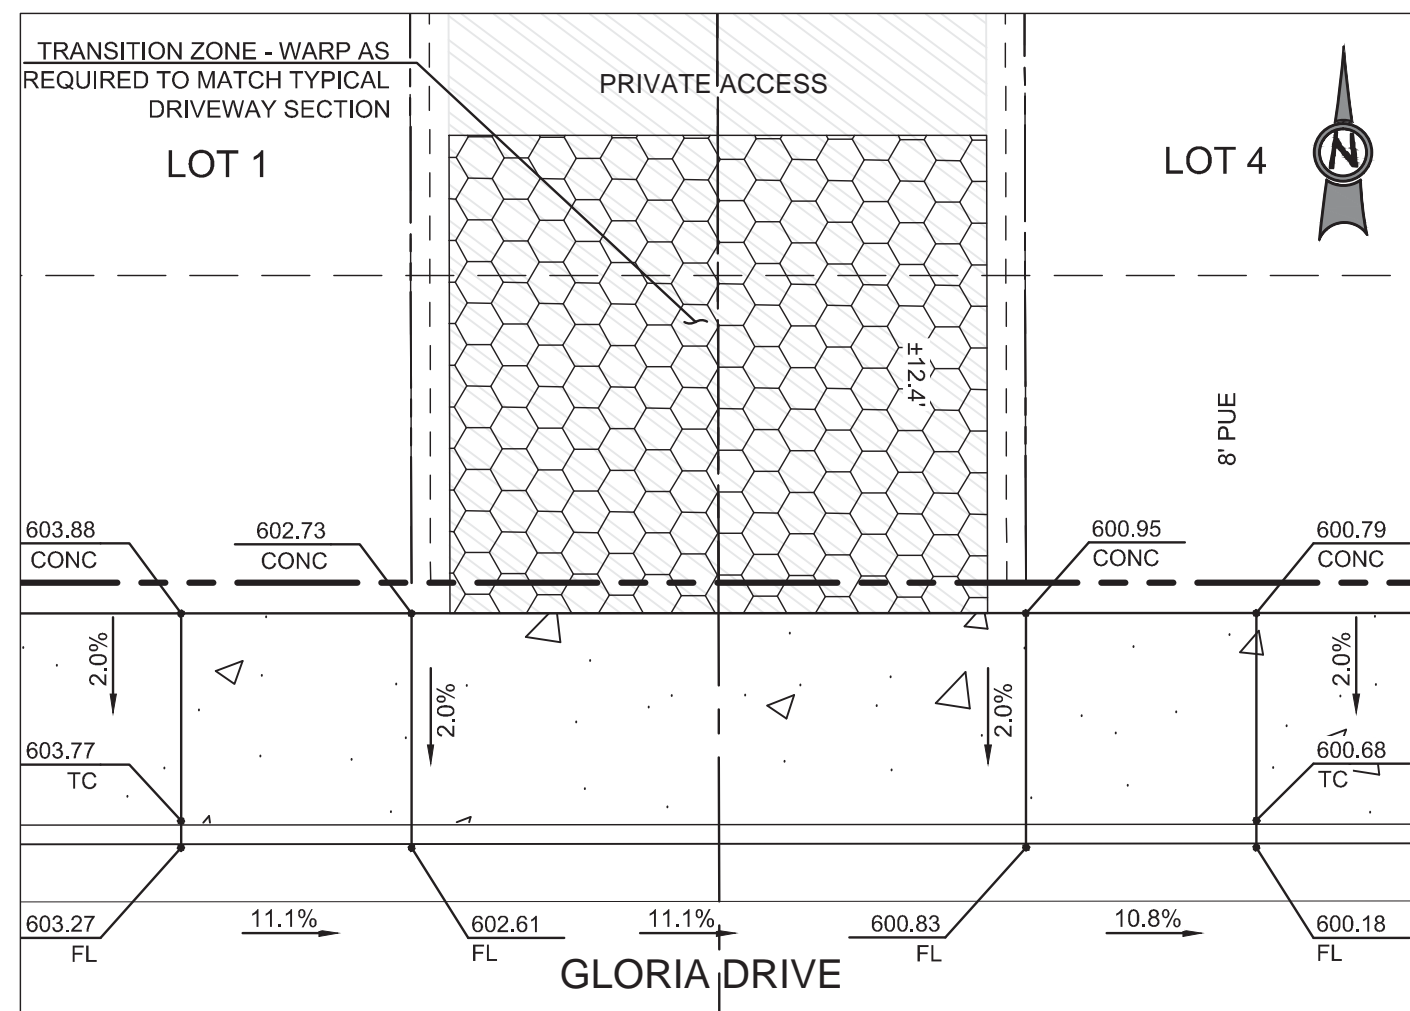 TRANSITION ZONE - WARP AS
REQUIRED TO MATCH TYPICAL
DRIVEWAY SECTION
PRIVATE ACCESS
LOT 1
LOT 4
N
±12.4'
8' PUE
603.88
CONC
602.73
CONC
600.95
CONC
600.79
CONC
2.0%
2.0%
2.0%
2.0%
603.77
TC
600.68
TC
603.27
FL
11.1%
602.61
FL
11.1%
600.83
FL
10.8%
600.18
FL
GLORIA DRIVE